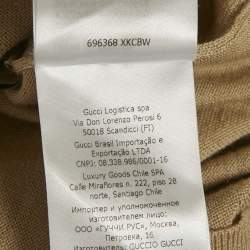 696368 XKCBW
Gucci Logistica spa
Via Don Lorenzo Perosi 6
50018 Scandicci (FI)
Gucci Brasil Importação e
Exportação LTDA
CNPJ: 08.338.986/0001-16
Luxury Goods Chile SPA
Calle Miraflores n. 222, piso
28, Santiago de Chile
Импортер и уполномоченное
изготовителем лицо:
ООО «ГУЧЧИ РУС», Москва,
Петровка, 16
Изготовитель: GUCCIO GUCCI